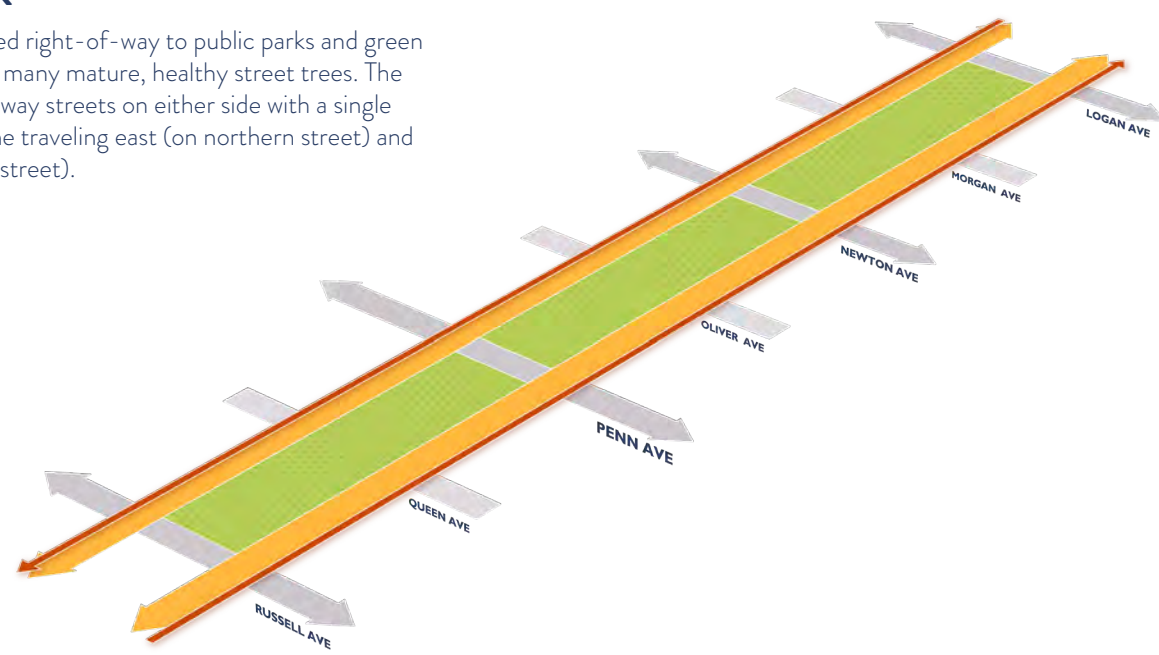 ed right-of-way to public parks and green
many mature, healthy street trees. The
way streets on either side with a single
ne traveling east (on northern street) and
street).
LOGAN AVE
MORGAN AVE
NEWTON AVE
OLIVER AVE
PENN AVE
QUEEN AVE
RUSSELL AVE